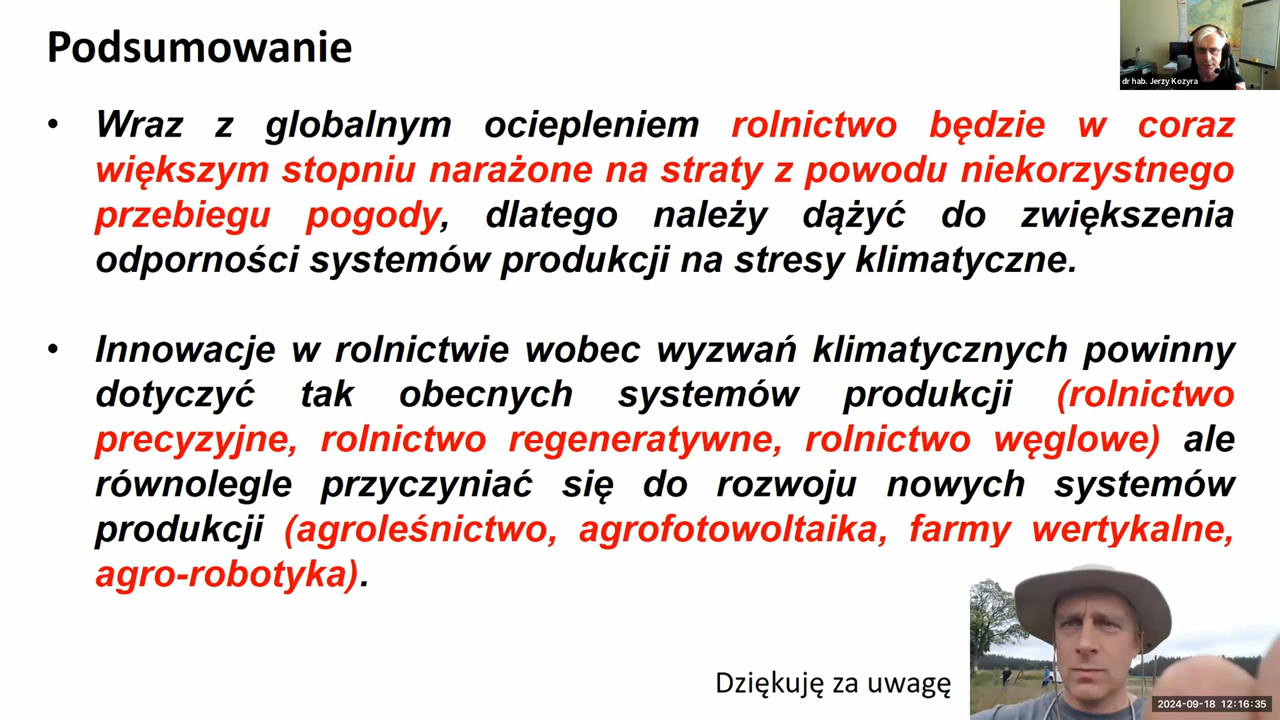 Podsumowanie
dr hab. Jerzy Kozyra
• Wraz z globalnym ociepleniem rolnictwo będzie w coraz
większym stopniu narażone na straty z powodu niekorzystnego
przebiegu pogody, dlatego należy dążyć do zwiększenia
odporności systemów produkcji na stresy klimatyczne.
• Innowacje w rolnictwie wobec wyzwań klimatycznych powinny
dotyczyć tak obecnych systemów produkcji (rolnictwo
precyzyjne, rolnictwo regeneratywne, rolnictwo węglowe) ale
równolegle przyczyniać się do rozwoju nowych systemów
produkcji (agroleśnictwo, agrofotowoltaika, farmy wertykalne,
agro-robotyka).
Dziękuję za uwagę
2024-09-18 12:16:35